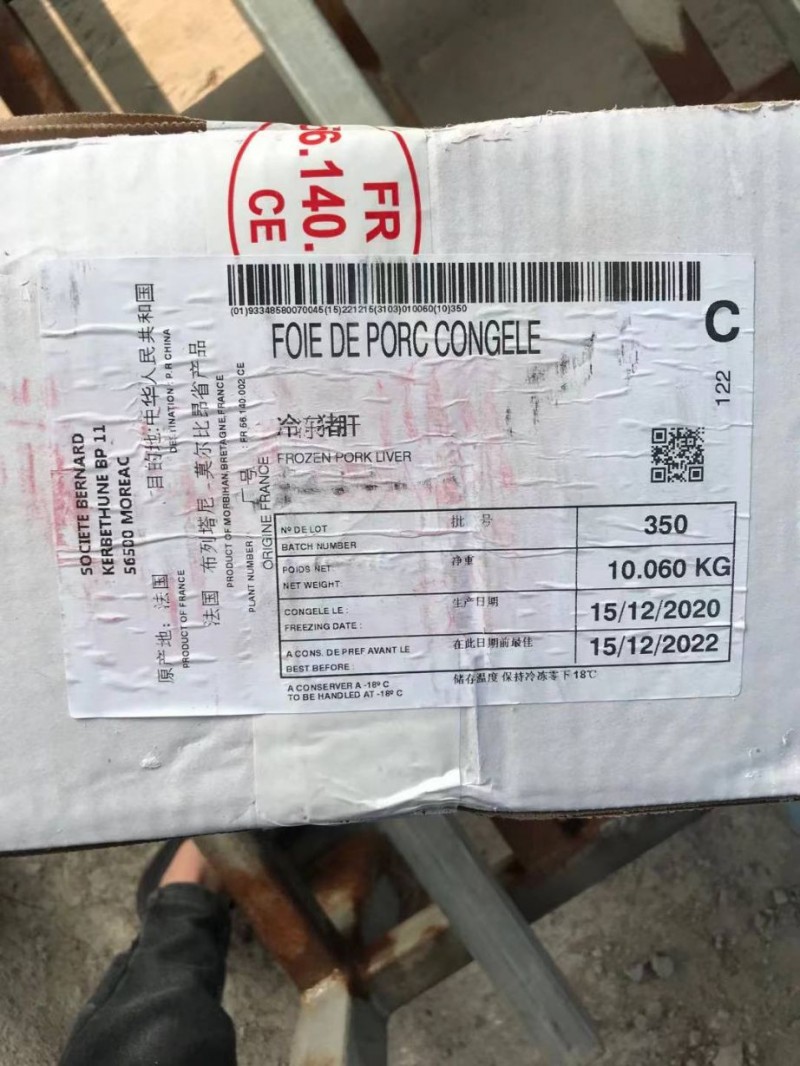 FR
56.140.
CE
(01)93348580070045(15)221215(3103)010060(10)350
FOIE DE PORC CONGELE
C
122
冷冻猪肝
FROZEN PORK LIVER
SOCIETE BERNARD
KERBETHUNE BP 11
56500 MOREAC
原产地: 法国 目的地:中华人民共和国
PRODUCT OF FRANCE DESTINATION: P.R CHINA
法国 布列塔尼 - 莫尔比昂省产品
PRODUCT OF MORBIHAN, BRETAGNE, FRANCE
厂号
PLANT NUMBER : FR 56.140.002 CE
ORIGINE FRANCE
N° DE LOT 批 号 350
BATCH NUMBER
POIDS NET: 净重 10.060 KG
NET WEIGHT:
CONGELE LE : 生产日期 15/12/2020
FREEZING DATE :
A CONS. DE PREF AVANT LE 在此日期前最佳 15/12/2022
BEST BEFORE :
A CONSERVER A -18° C 储存温度 保持冷冻零下18℃
TO BE HANDLED AT -18° C